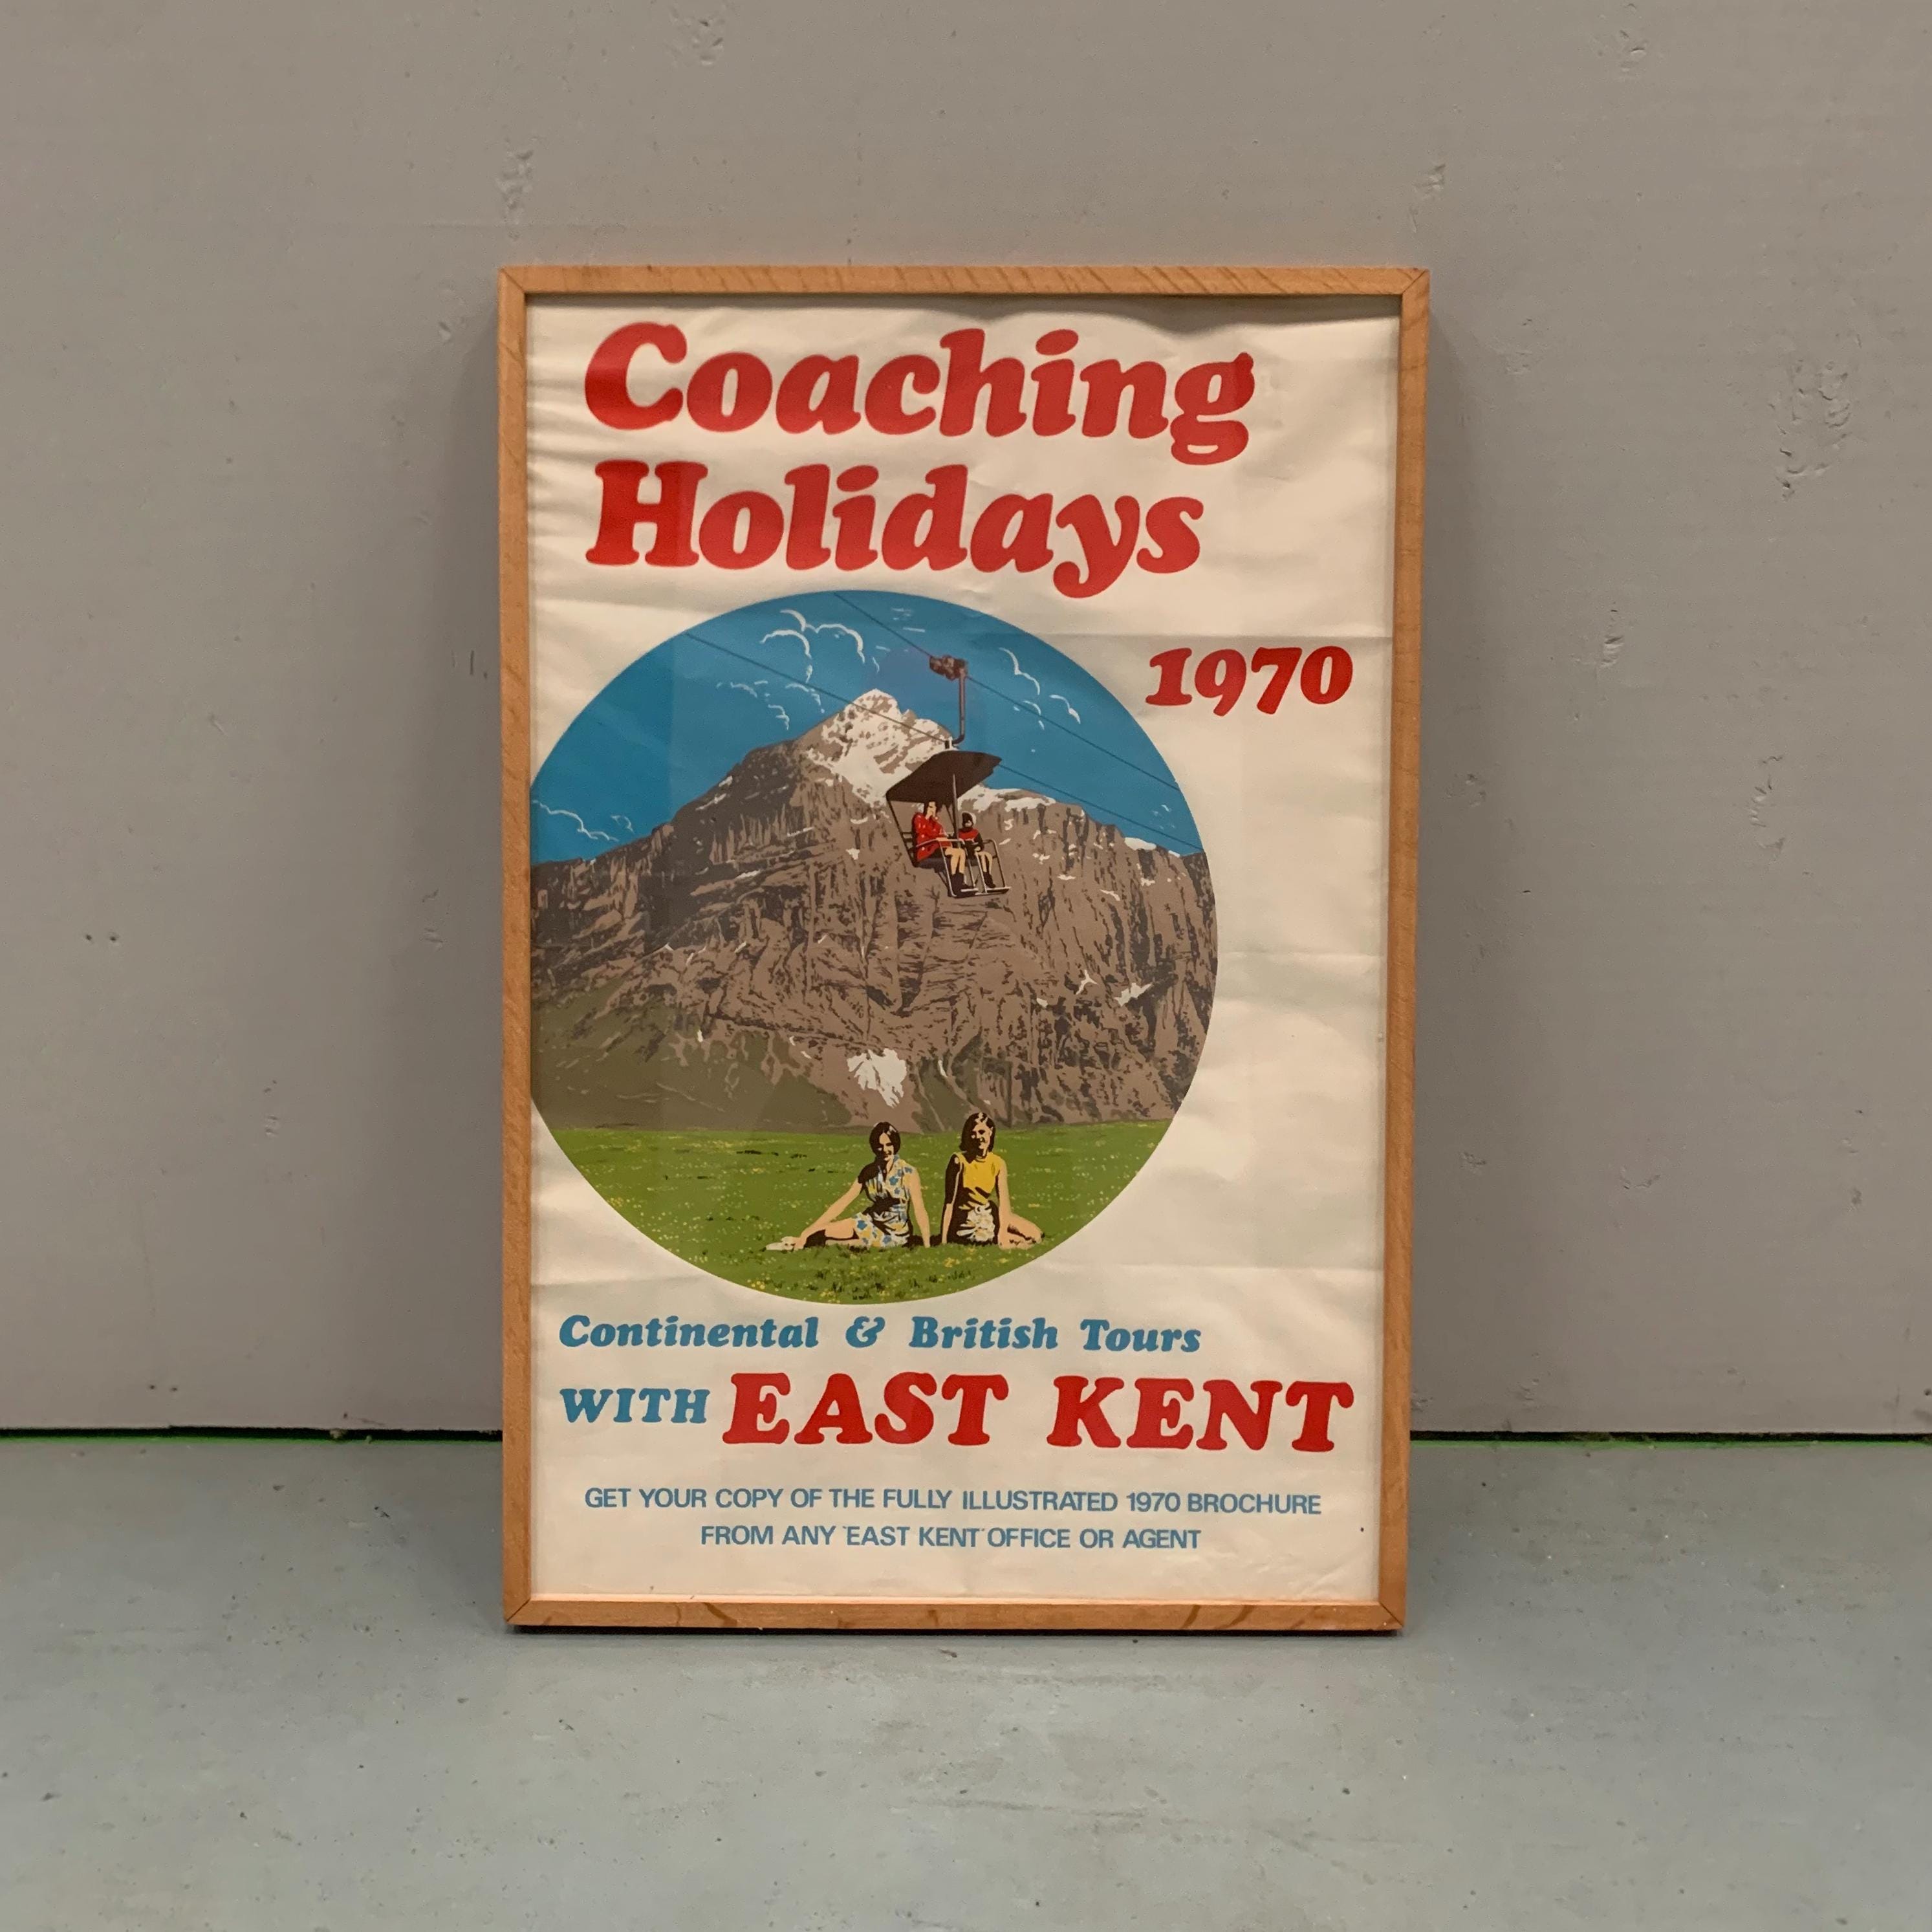 Coaching
Holidays
1970
Continental & British Tours
WITH EAST KENT
GET YOUR COPY OF THE FULLY ILLUSTRATED 1970 BROCHURE
FROM ANY 'EAST KENT' OFFICE OR AGENT